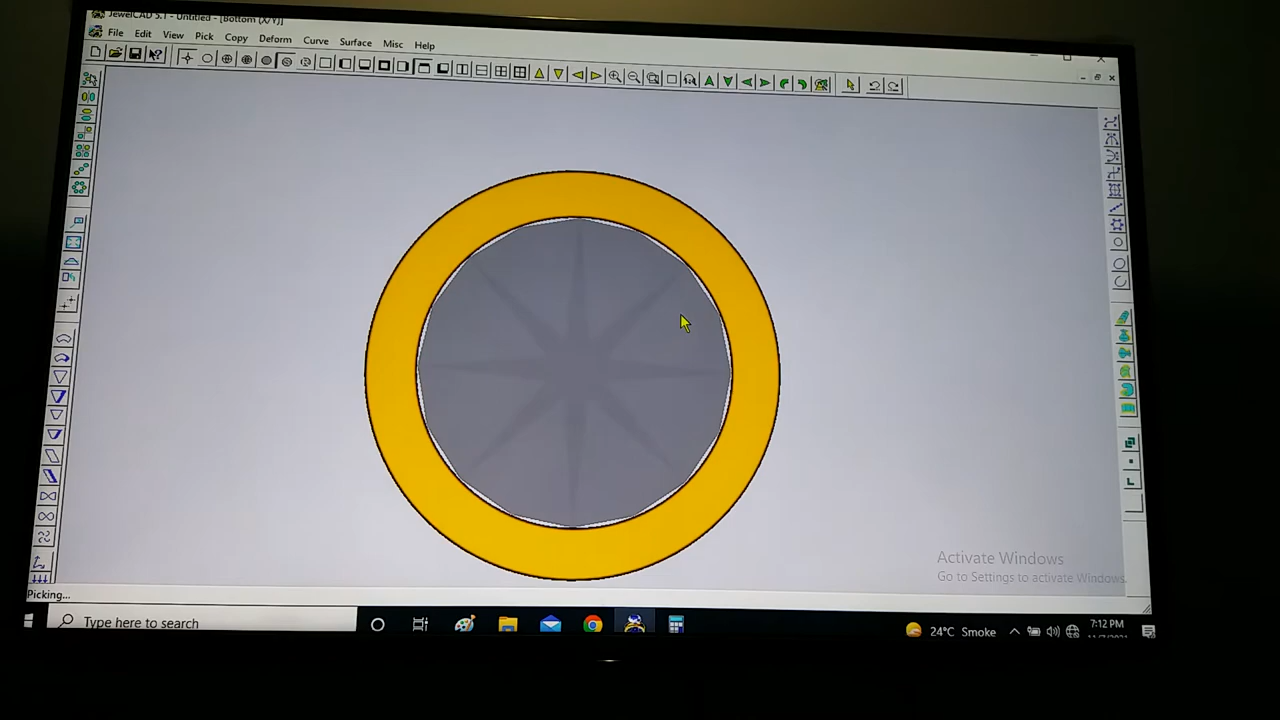 JewelCAD 5.1 - Untitled - [Bottom (X/Y)]
File Edit View Pick Copy Deform Curve Surface Misc Help
Activate Windows
Go to Settings to activate Windows.
Picking...
Type here to search
24°C Smoke
7:12 PM